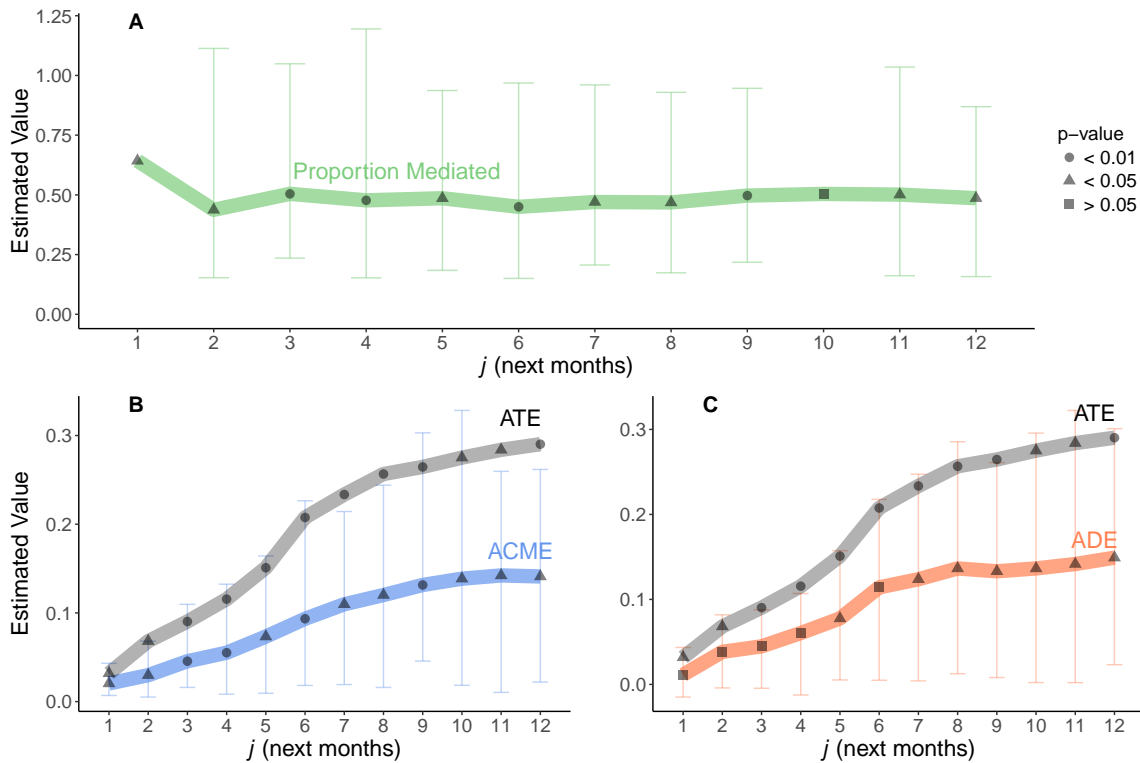 A
1.25
1.00
0.75
0.50
0.25
0.00
Estimated Value
Proportion Mediated
1 2 3 4 5 6 7 8 9 10 11 12
j (next months)
p−value
< 0.01
< 0.05
> 0.05
B
ATE
0.3
0.2
0.1
0.0
Estimated Value
ACME
1 2 3 4 5 6 7 8 9 10 11 12
j (next months)
C
ATE
0.3
0.2
0.1
0.0
Estimated Value
ADE
1 2 3 4 5 6 7 8 9 10 11 12
j (next months)